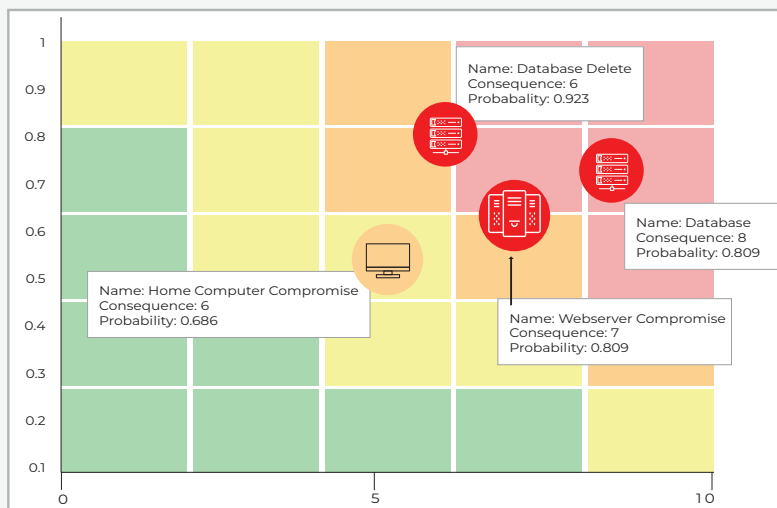 1
0.9
0.8
0.7
0.6
0.5
0.4
0.3
0.2
0.1
0
5
10
Name: Database Delete
Consequence: 6
Probabality: 0.923
Name: Database
Consequence: 8
Probabality: 0.809
Name: Home Computer Compromise
Consequence: 6
Probability: 0.686
Name: Webserver Compromise
Consequence: 7
Probability: 0.809